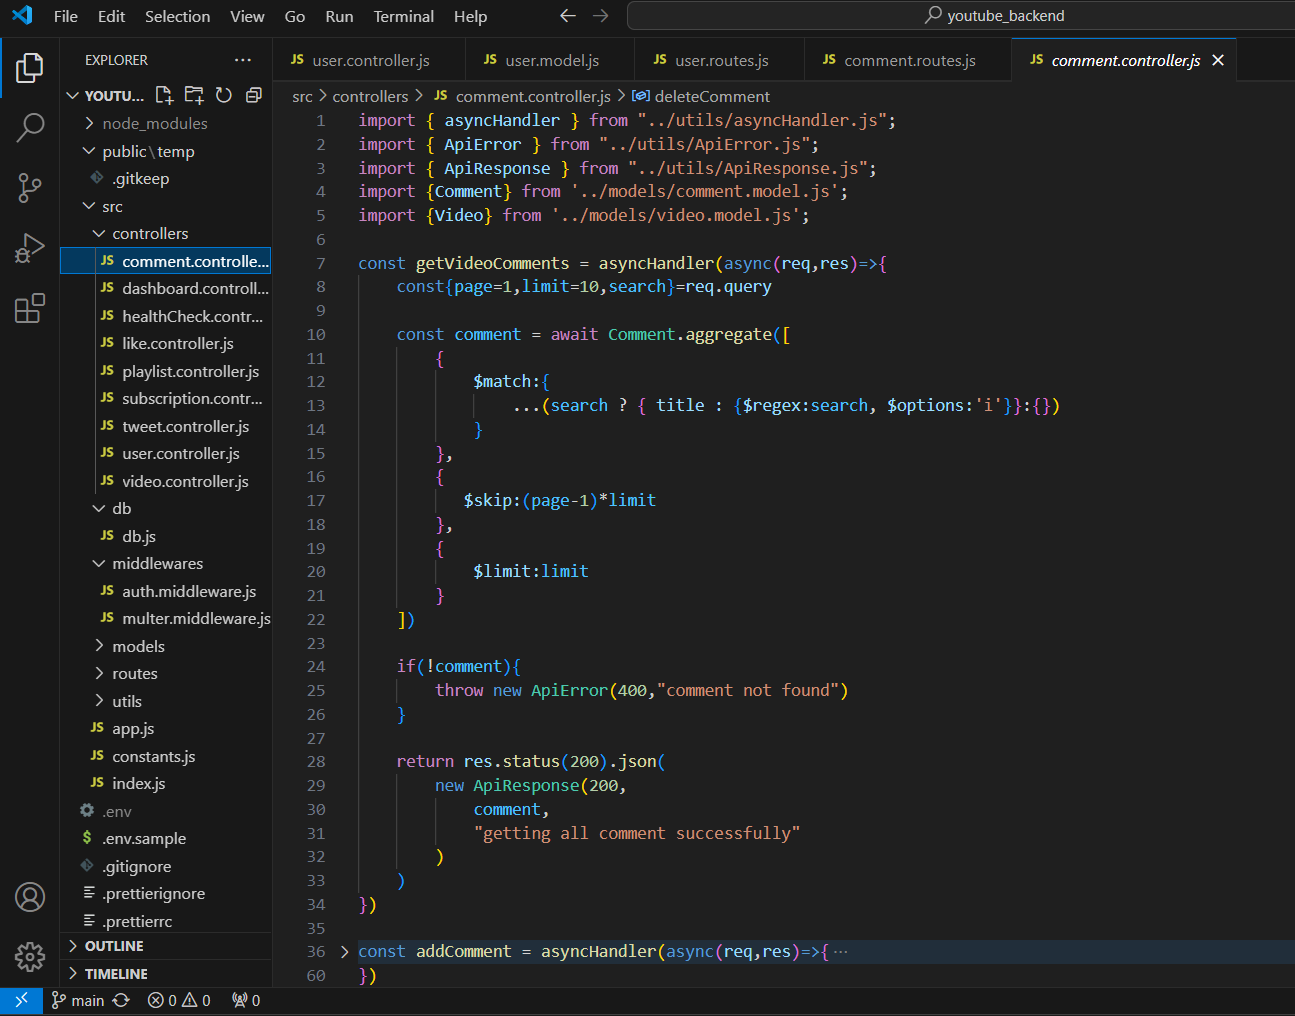 File Edit Selection View Go Run Terminal Help
youtube_backend
EXPLORER
user.controller.js
user.model.js
user.routes.js
comment.routes.js
comment.controller.js
YOUTU...
node_modules
public\temp
.gitkeep
src
controllers
JS comment.controlle...
JS dashboard.controll...
JS healthCheck.contr...
JS like.controller.js
JS playlist.controller.js
JS subscription.contr...
JS tweet.controller.js
JS user.controller.js
JS video.controller.js
db
JS db.js
middlewares
JS auth.middleware.js
JS multer.middleware.js
models
routes
utils
JS app.js
JS constants.js
JS index.js
.env
$ .env.sample
.gitignore
.prettierignore
.prettierrc
OUTLINE
TIMELINE
src > controllers > JS comment.controller.js > deleteComment
1 import { asyncHandler } from "../utils/asyncHandler.js";
2 import { ApiError } from "../utils/ApiError.js";
3 import { ApiResponse } from "../utils/ApiResponse.js";
4 import {Comment} from '../models/comment.model.js';
5 import {Video} from '../models/video.model.js';
6
7 const getVideoComments = asyncHandler(async(req,res)=>{
8 const{page=1,limit=10,search}=req.query
9
10 const comment = await Comment.aggregate([
11 {
12 $match:{
13 ...(search ? { title : {$regex:search, $options:'i'}}:{})
14 }
15 },
16 {
17 $skip:(page-1)*limit
18 },
19 {
20 $limit:limit
21 }
22 ])
23
24 if(!comment){
25 throw new ApiError(400,"comment not found")
26 }
27
28 return res.status(200).json(
29 new ApiResponse(200,
30 comment,
31 "getting all comment successfully"
32 )
33 )
34 })
35
36 const addComment = asyncHandler(async(req,res)=>{ ...
60 })
main 0 0 0